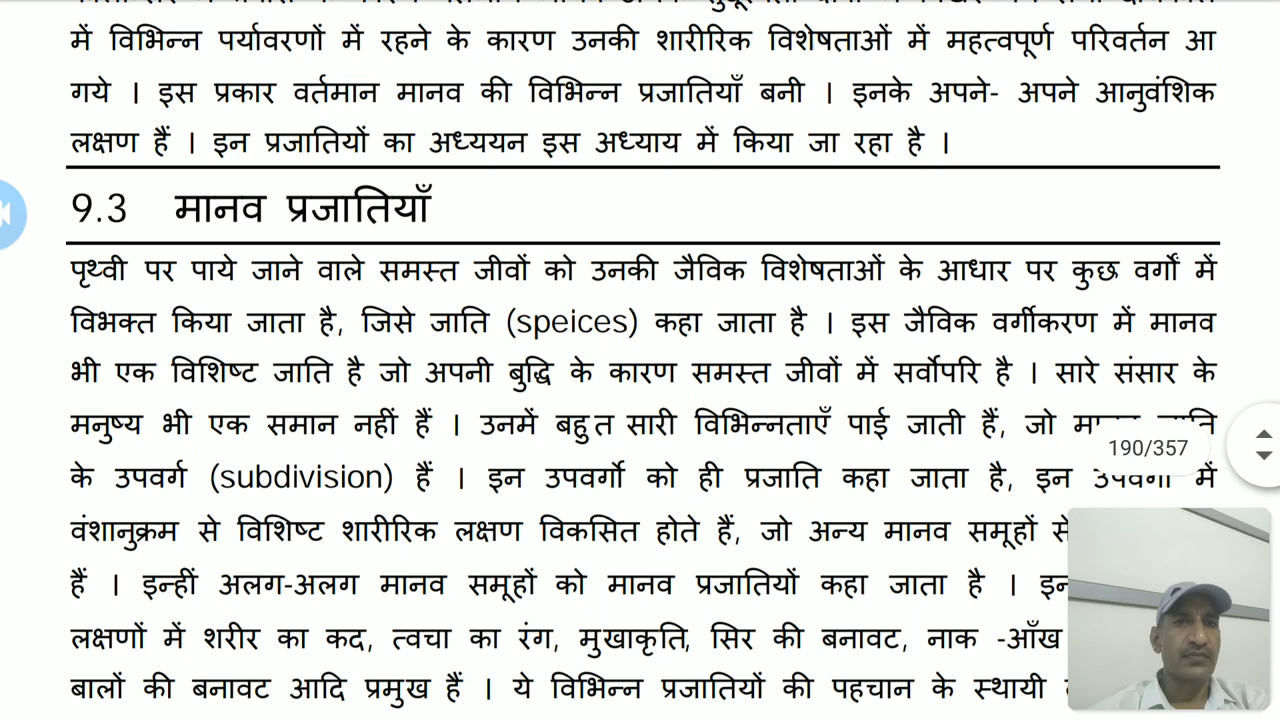 में विभिन्न पर्यावरणों में रहने के कारण उनकी शारीरिक विशेषताओं में महत्वपूर्ण परिवर्तन आ
गये । इस प्रकार वर्तमान मानव की विभिन्न प्रजातियाँ बनी । इनके अपने- अपने आनुवंशिक
लक्षण हैं । इन प्रजातियों का अध्ययन इस अध्याय में किया जा रहा है ।
9.3 मानव प्रजातियाँ
पृथ्वी पर पाये जाने वाले समस्त जीवों को उनकी जैविक विशेषताओं के आधार पर कुछ वर्गों में
विभक्त किया जाता है, जिसे जाति (speices) कहा जाता है । इस जैविक वर्गीकरण में मानव
भी एक विशिष्ट जाति है जो अपनी बुद्धि के कारण समस्त जीवों में सर्वोपरि है । सारे संसार के
मनुष्य भी एक समान नहीं हैं । उनमें बहुत सारी विभिन्नताएँ पाई जाती हैं, जो
190/357
के उपवर्ग (subdivision) हैं । इन उपवर्गो को ही प्रजाति कहा जाता है, इन में
वंशानुक्रम से विशिष्ट शारीरिक लक्षण विकसित होते हैं, जो अन्य मानव समूहों से
हैं । इन्हीं अलग-अलग मानव समूहों को मानव प्रजातियों कहा जाता है ।
लक्षणों में शरीर का कद, त्वचा का रंग, मुखाकृति, सिर की बनावट, नाक -आँख
बालों की बनावट आदि प्रमुख हैं । ये विभिन्न प्रजातियों की पहचान के स्थायी